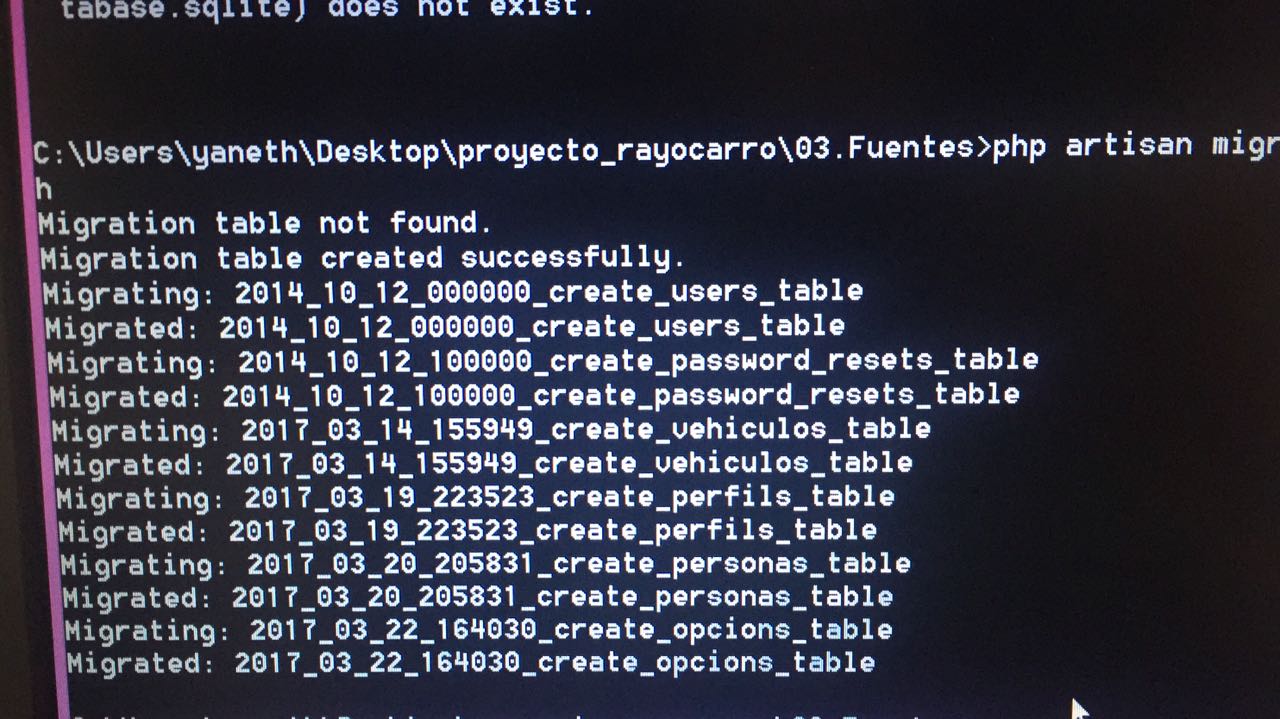 tabase.sqlite) does not exist.
C:\Users\yaneth\Desktop\proyecto_rayocarro\03.Fuentes>php artisan migr
h
Migration table not found.
Migration table created successfully.
Migrating: 2014_10_12_000000_create_users_table
Migrated: 2014_10_12_000000_create_users_table
Migrating: 2014_10_12_100000_create_password_resets_table
Migrated: 2014_10_12_100000_create_password_resets_table
Migrating: 2017_03_14_155949_create_vehiculos_table
Migrated: 2017_03_14_155949_create_vehiculos_table
Migrating: 2017_03_19_223523_create_perfils_table
Migrated: 2017_03_19_223523_create_perfils_table
Migrating: 2017_03_20_205831_create_personas_table
Migrated: 2017_03_20_205831_create_personas_table
Migrating: 2017_03_22_164030_create_opcions_table
Migrated: 2017_03_22_164030_create_opcions_table